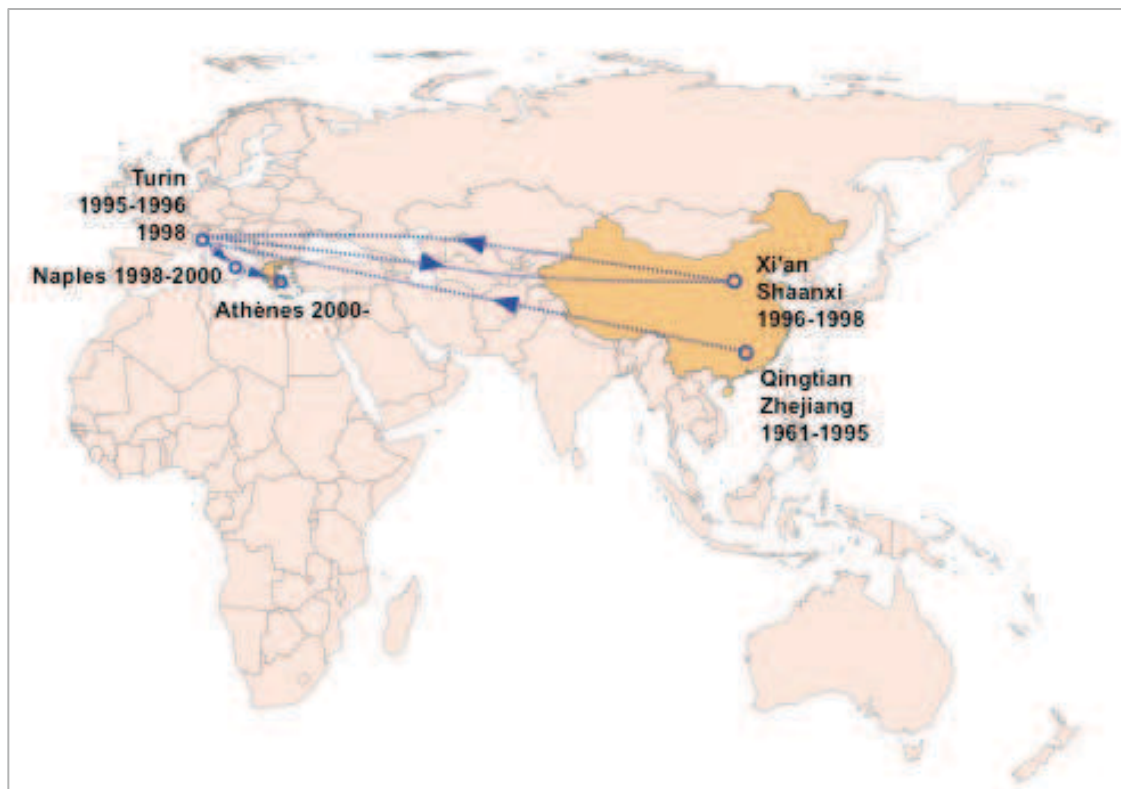 Turin
1995-1996
1998
Naples 1998-2000
Athènes 2000-
Xi'an
Shaanxi
1996-1998
Qingtian
Zhejiang
1961-1995